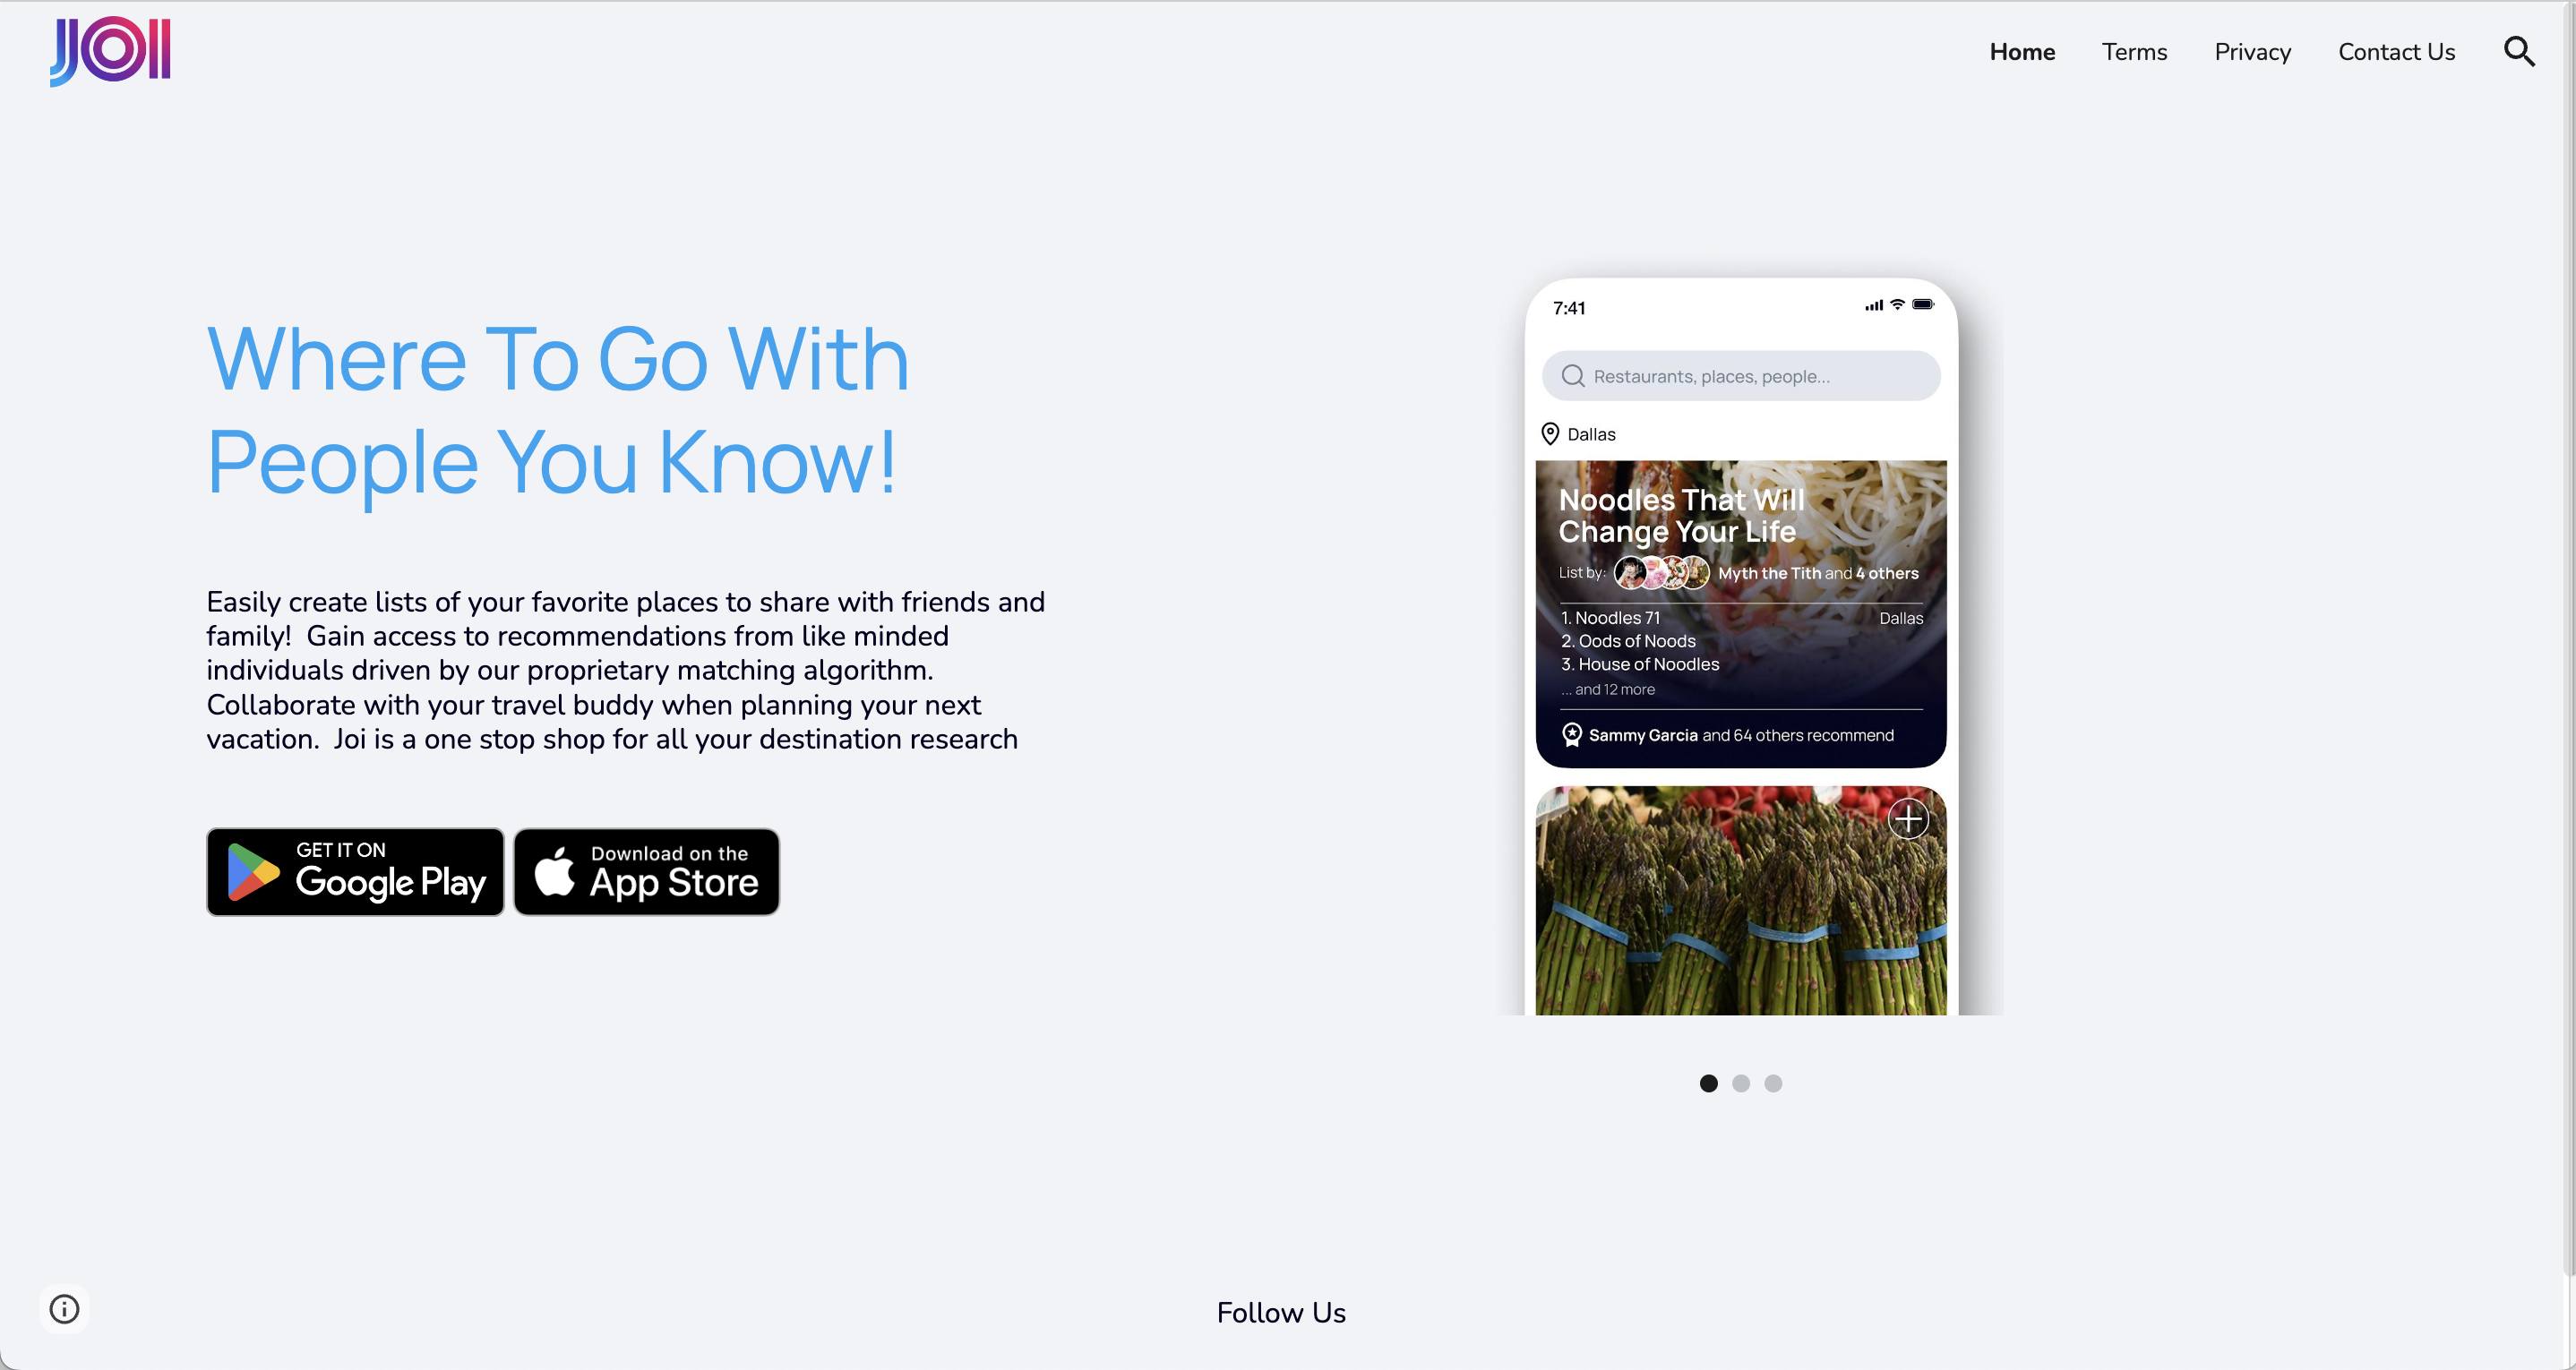 JOI
Home
Terms
Privacy
Contact Us
Where To Go With
People You Know!
Easily create lists of your favorite places to share with friends and
family!  Gain access to recommendations from like minded
individuals driven by our proprietary matching algorithm.
Collaborate with your travel buddy when planning your next
vacation.  Joi is a one stop shop for all your destination research
GET IT ON
Google Play
Download on the
App Store
7:41
Restaurants, places, people...
Dallas
Noodles That Will
Change Your Life
List by: Myth the Tith and 4 others
1. Noodles 71 Dallas
2. Oods of Noods
3. House of Noodles
... and 12 more
Sammy Garcia and 64 others recommend
Follow Us